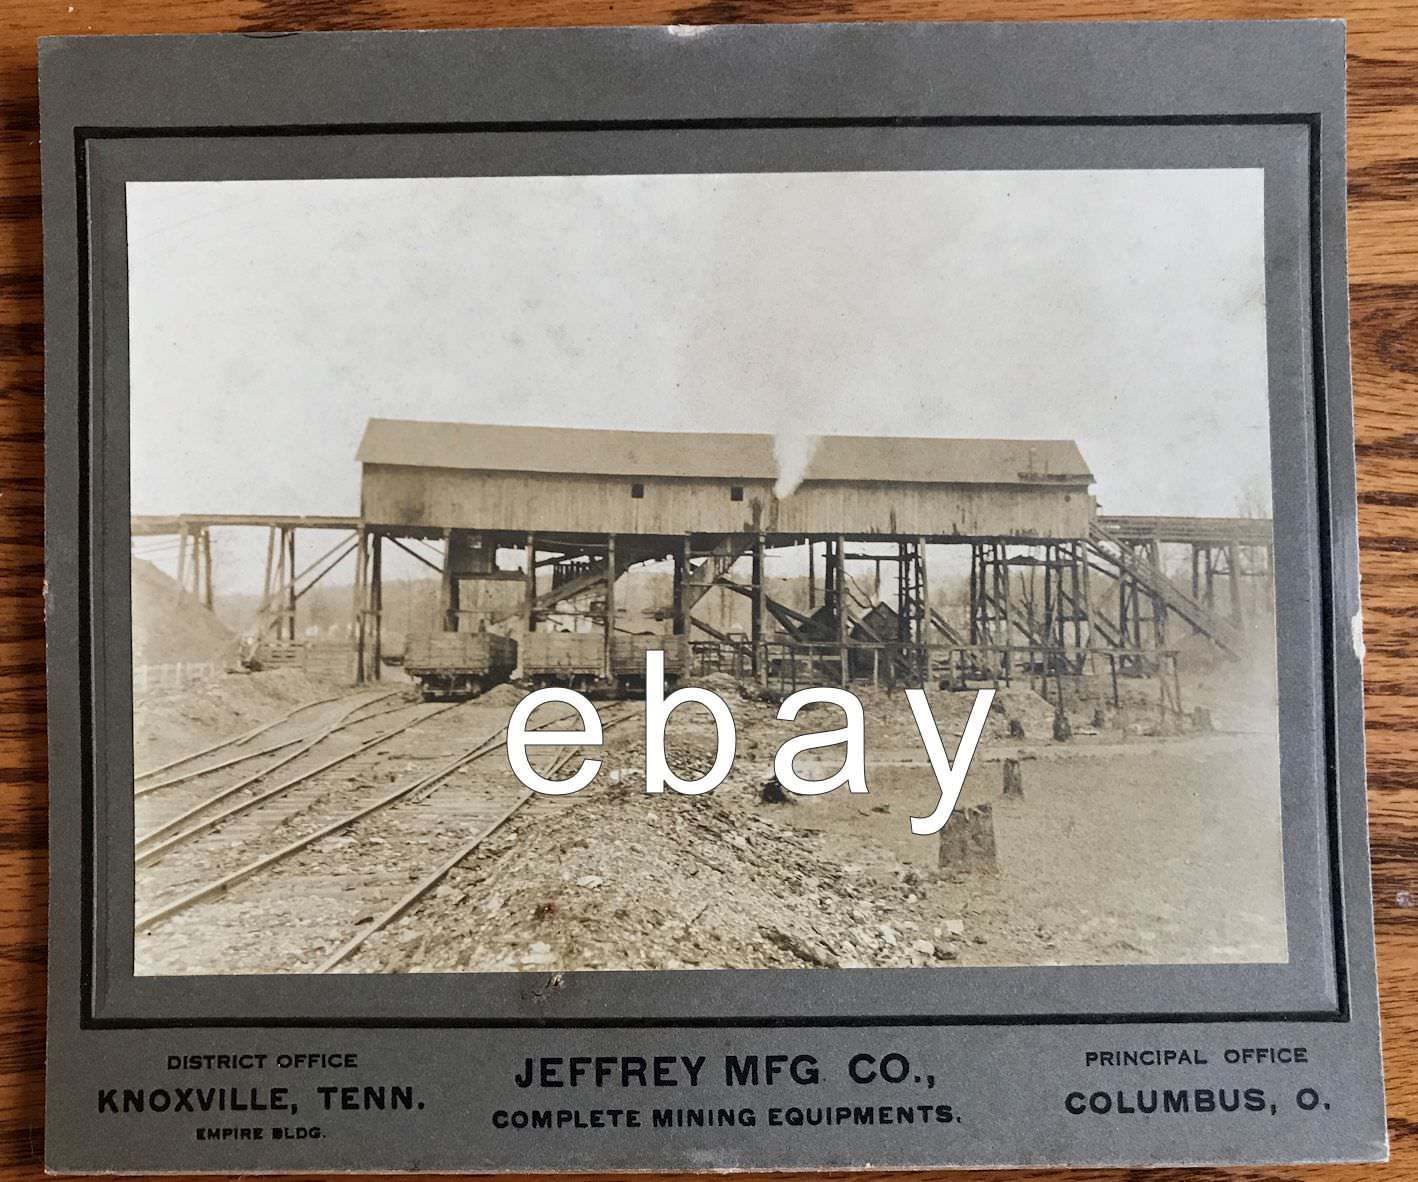 ebay
DISTRICT OFFICE
KNOXVILLE, TENN.
EMPIRE BLDG.
JEFFREY MFG. CO.,
COMPLETE MINING EQUIPMENTS.
PRINCIPAL OFFICE
COLUMBUS, O.